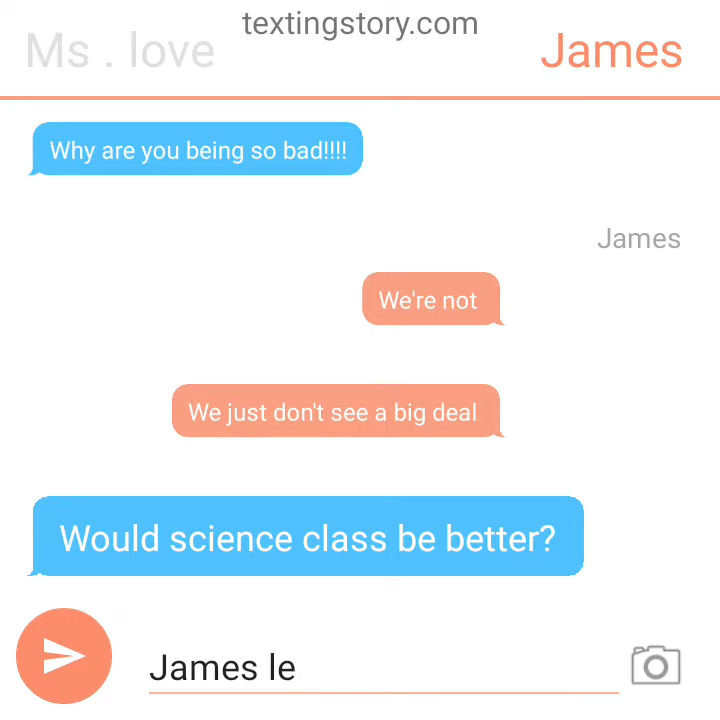 textingstory.com
Ms . love
James
Why are you being so bad!!!!
James
We're not
We just don't see a big deal
Would science class be better?
James le